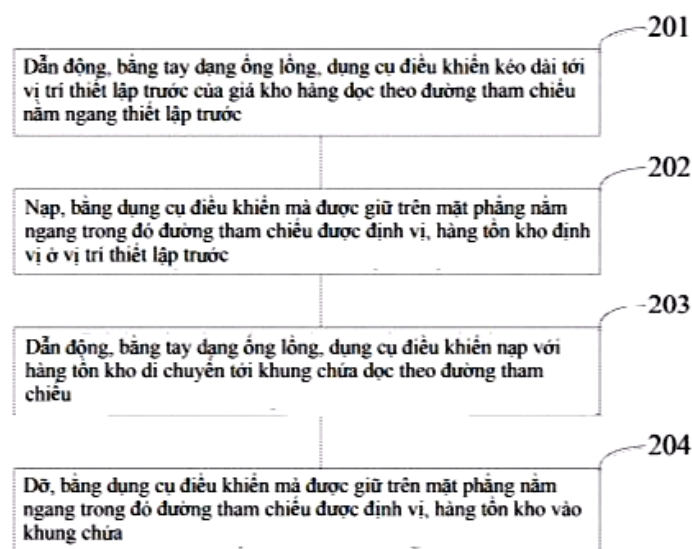 201
Dẫn động, bằng tay dạng ống lồng, dụng cụ điều khiển kéo dài tới
vị trí thiết lập trước của giá kho hàng dọc theo đường tham chiếu
nằm ngang thiết lập trước
202
Nạp, bằng dụng cụ điều khiển mà được giữ trên mặt phẳng nằm
ngang trong đó đường tham chiếu được định vị, hàng tồn kho định
vị ở vị trí thiết lập trước
203
Dẫn động, bằng tay dạng ống lồng, dụng cụ điều khiển nạp với
hàng tồn kho di chuyển tới khung chứa dọc theo đường tham
chiếu
204
Dỡ, bằng dụng cụ điều khiển mà được giữ trên mặt phẳng nằm
ngang trong đó đường tham chiếu được định vị, hàng tồn kho vào
khung chứa